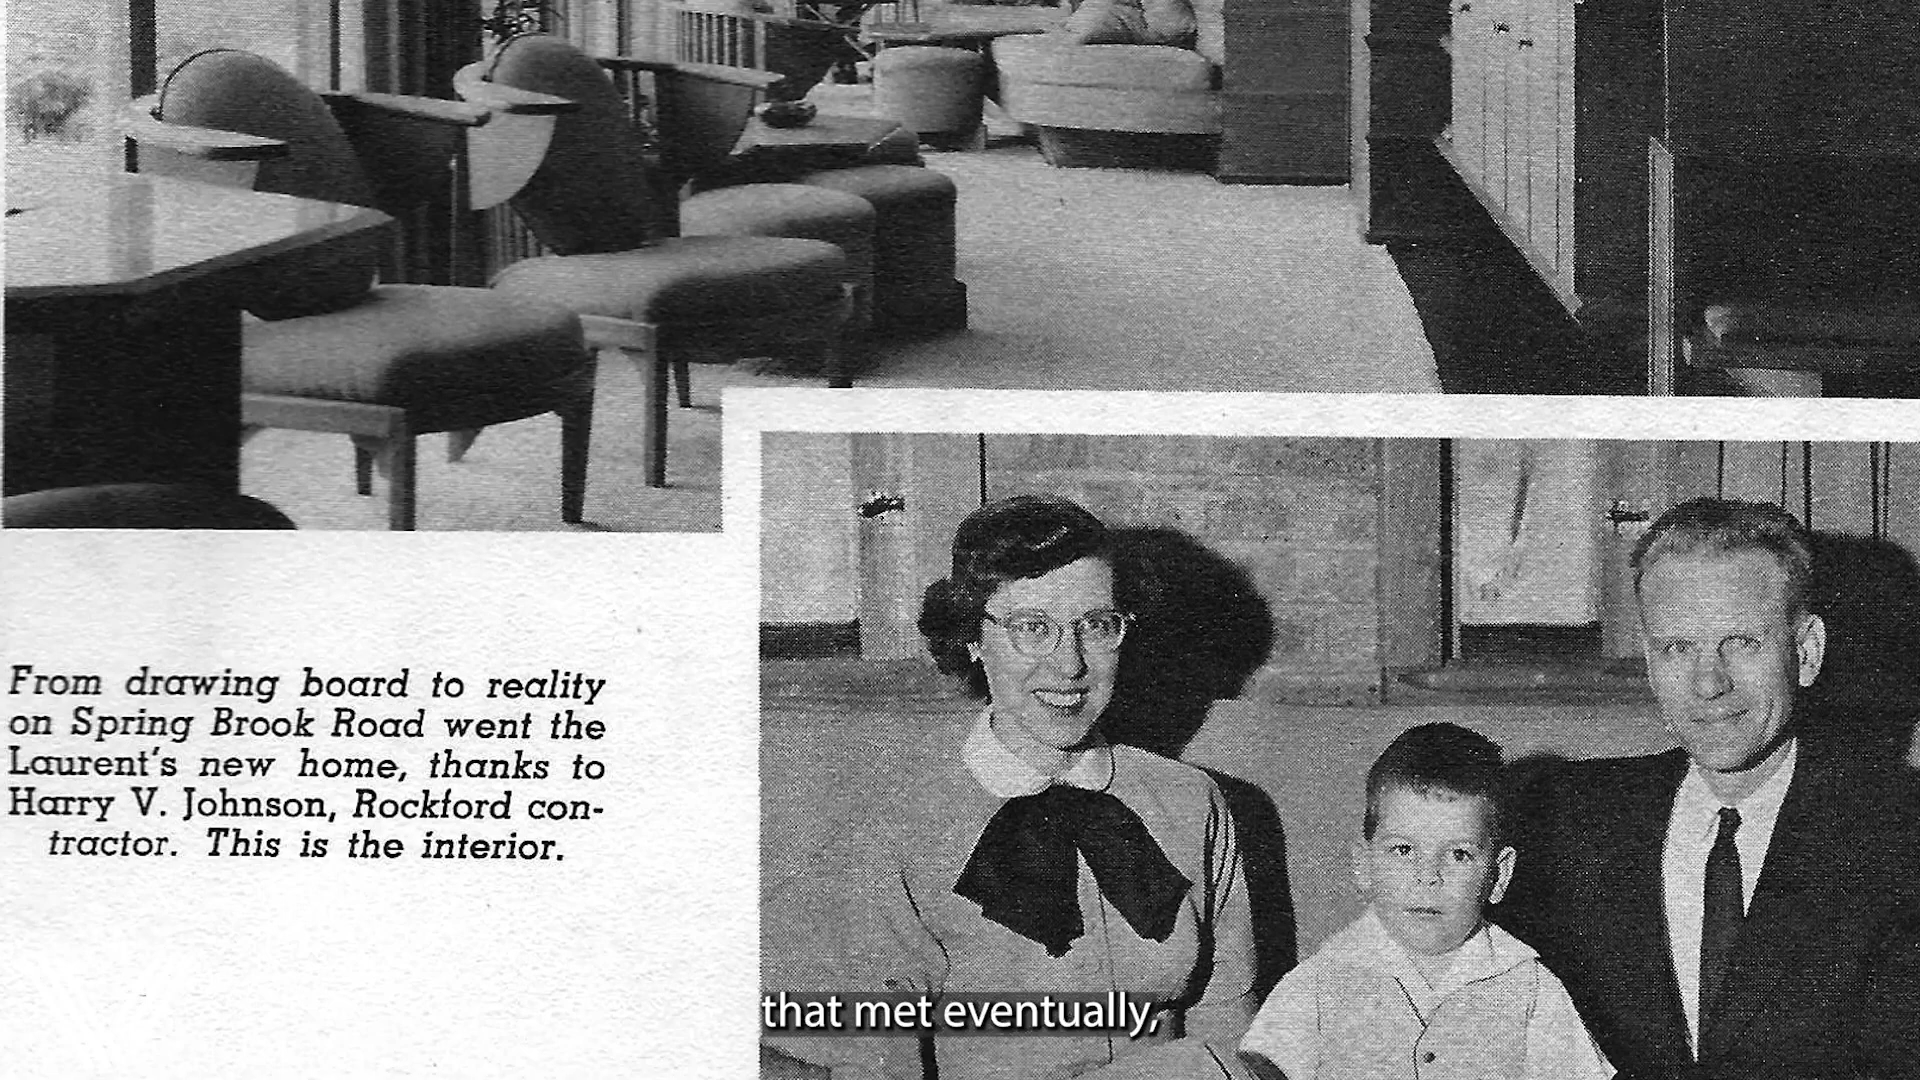 From drawing board to reality
on Spring Brook Road went the
Laurent's new home, thanks to
Harry V. Johnson, Rockford con-
tractor. This is the interior.
that met eventually,